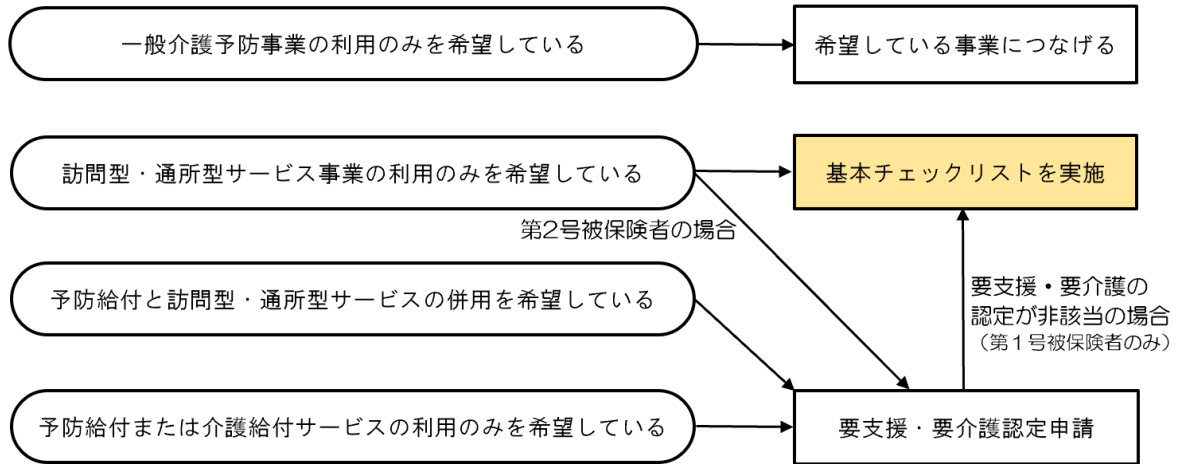 一般介護予防事業の利用のみを希望している
希望している事業につなげる
訪問型・通所型サービス事業の利用のみを希望している
基本チェックリストを実施
第2号被保険者の場合
予防給付と訪問型・通所型サービスの併用を希望している
要支援・要介護の
認定が非該当の場合
（第１号被保険者のみ）
予防給付または介護給付サービスの利用のみを希望している
要支援・要介護認定申請